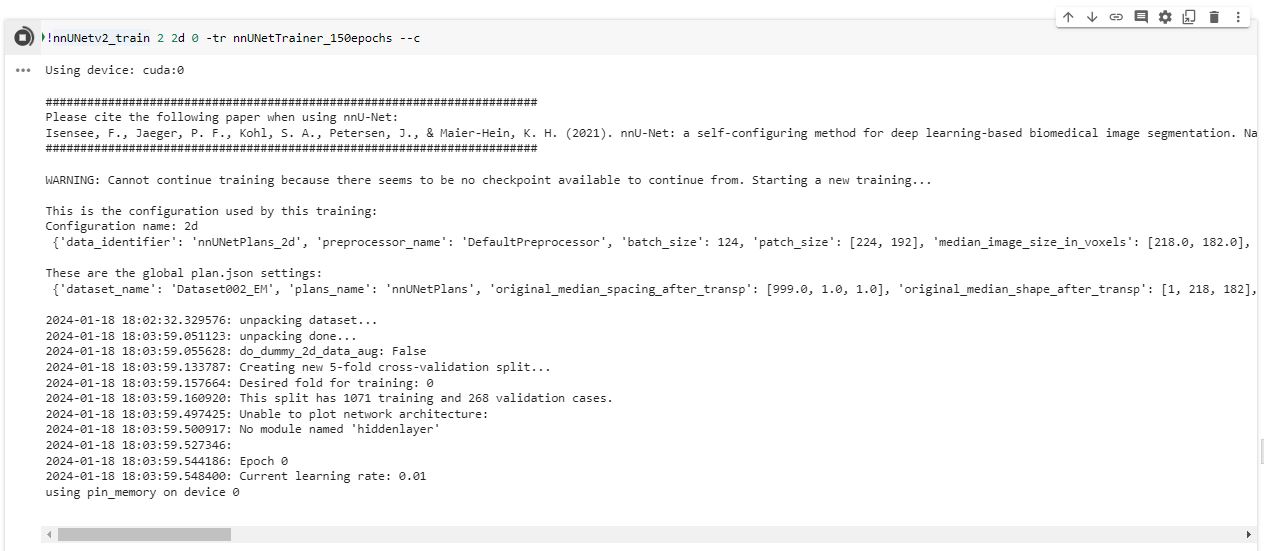 !nnUNetv2_train 2 2d 0 -tr nnUNetTrainer_150epochs --c
Using device: cuda:0
#######################################################################
Please cite the following paper when using nnU-Net:
Isensee, F., Jaeger, P. F., Kohl, S. A., Petersen, J., & Maier-Hein, K. H. (2021). nnU-Net: a self-configuring method for deep learning-based biomedical image segmentation. Na
#######################################################################
WARNING: Cannot continue training because there seems to be no checkpoint available to continue from. Starting a new training...
This is the configuration used by this training:
Configuration name: 2d
{'data_identifier': 'nnUNetPlans_2d', 'preprocessor_name': 'DefaultPreprocessor', 'batch_size': 124, 'patch_size': [224, 192], 'median_image_size_in_voxels': [218.0, 182.0],
These are the global plan.json settings:
{'dataset_name': 'Dataset002_EM', 'plans_name': 'nnUNetPlans', 'original_median_spacing_after_transp': [999.0, 1.0, 1.0], 'original_median_shape_after_transp': [1, 218, 182],
2024-01-18 18:02:32.329576: unpacking dataset...
2024-01-18 18:03:59.051123: unpacking done...
2024-01-18 18:03:59.055628: do_dummy_2d_data_aug: False
2024-01-18 18:03:59.133787: Creating new 5-fold cross-validation split...
2024-01-18 18:03:59.157664: Desired fold for training: 0
2024-01-18 18:03:59.160920: This split has 1071 training and 268 validation cases.
2024-01-18 18:03:59.497425: Unable to plot network architecture:
2024-01-18 18:03:59.500917: No module named 'hiddenlayer'
2024-01-18 18:03:59.527346:
2024-01-18 18:03:59.544186: Epoch 0
2024-01-18 18:03:59.548400: Current learning rate: 0.01
using pin_memory on device 0